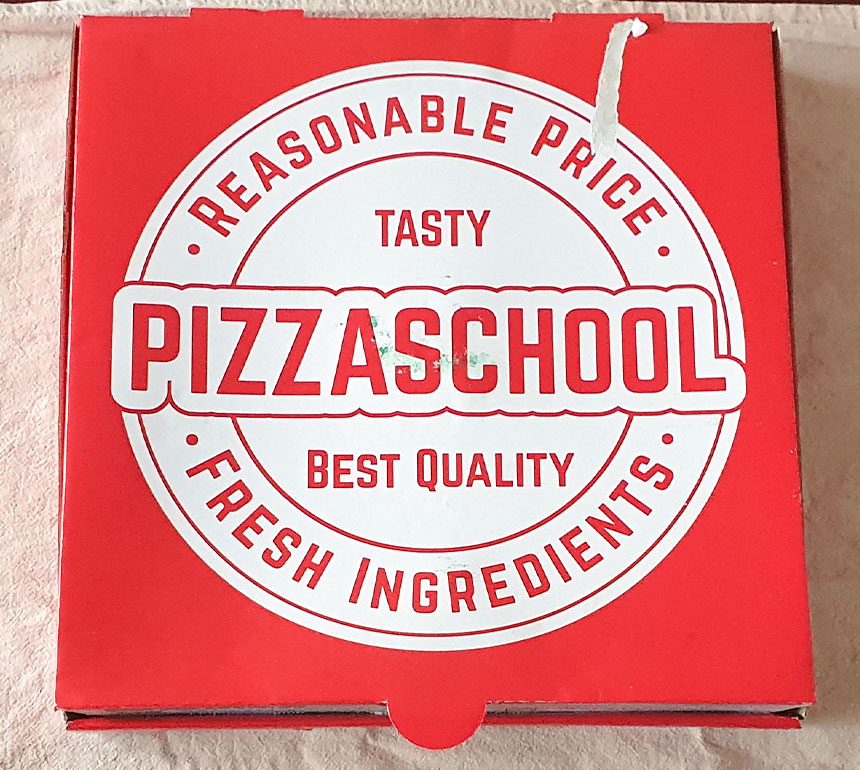 REASONABLE PRICE
TASTY
PIZZASCHOOL
BEST QUALITY
FRESH INGREDIENTS